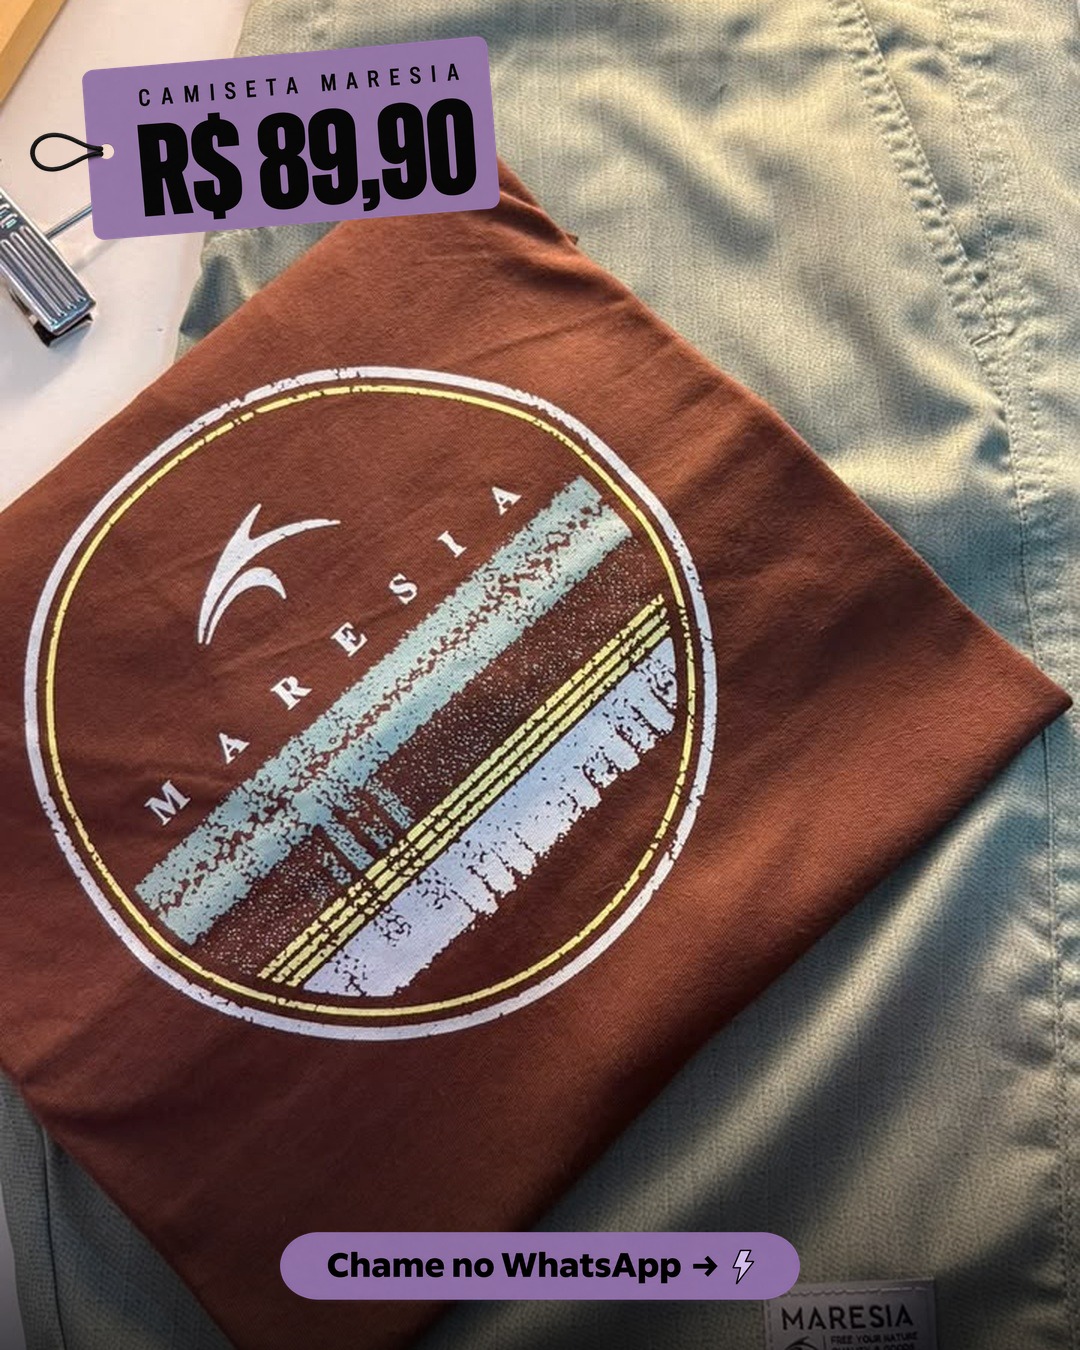 CAMISETA MARESIA
R$ 89,90
MARESIA
Chame no WhatsApp →
MARESIA
FREE YOUR NATURE